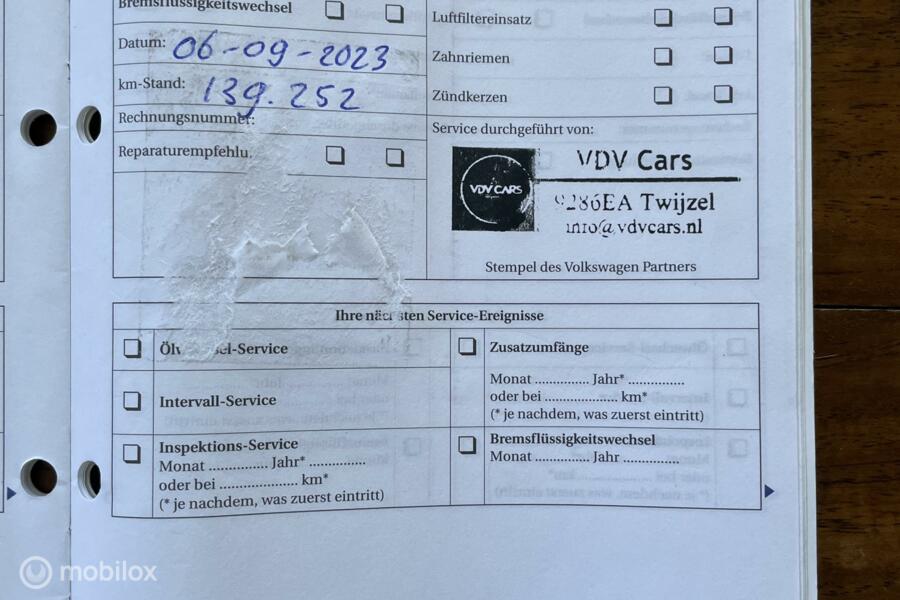 Bremsflüssigkeitswechsel
Datum: 06-09-2023
km-Stand: 139.252
Rechnungsnummer:
Reparaturempfehlu.
Luftfiltereinsatz
Zahnriemen
Zündkerzen
Service durchgeführt von:
VDV CARS
VDV Cars
9286EA Twijzel
info@vdvcars.nl
Stempel des Volkswagen Partners
Ihre nächsten Service-Ereignisse
Öl sel-Service
Intervall-Service
Inspektions-Service
Monat ............... Jahr* ..............
oder bei .................... km*
(* je nachdem, was zuerst eintritt)
Zusatzumfänge
Monat .............. Jahr* ..............
oder bei ................... km*
(* je nachdem, was zuerst eintritt)
Bremsflüssigkeitswechsel
Monat .............. Jahr ..............
mobilox